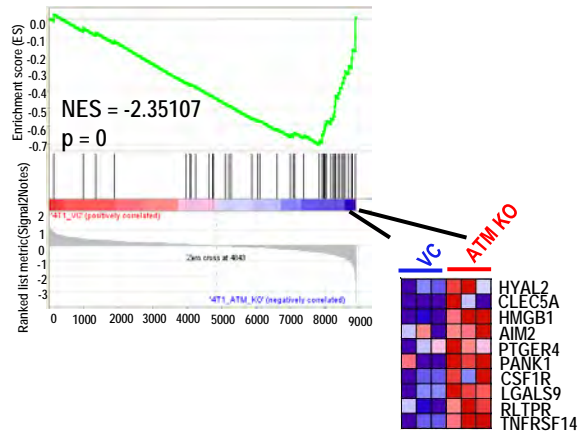 Enrichment score (ES)
0.0
-0.1
-0.2
-0.3
-0.4
-0.5
-0.6
-0.7
NES = -2.35107
p = 0
Ranked list metric(Signal2Notes)
'4T1_VC' (positively correlated)
2
1
0
-1
-2
-3
Zero cross at 4843
'4T1_ATM_KO' (negatively correlated)
0 1000 2000 3000 4000 5000 6000 7000 8000 9000
VC
ATM KO
HYAL2
CLEC5A
HMGB1
AIM2
PTGER4
PANK1
CSF1R
LGALS9
RLTPR
TNFRSF14